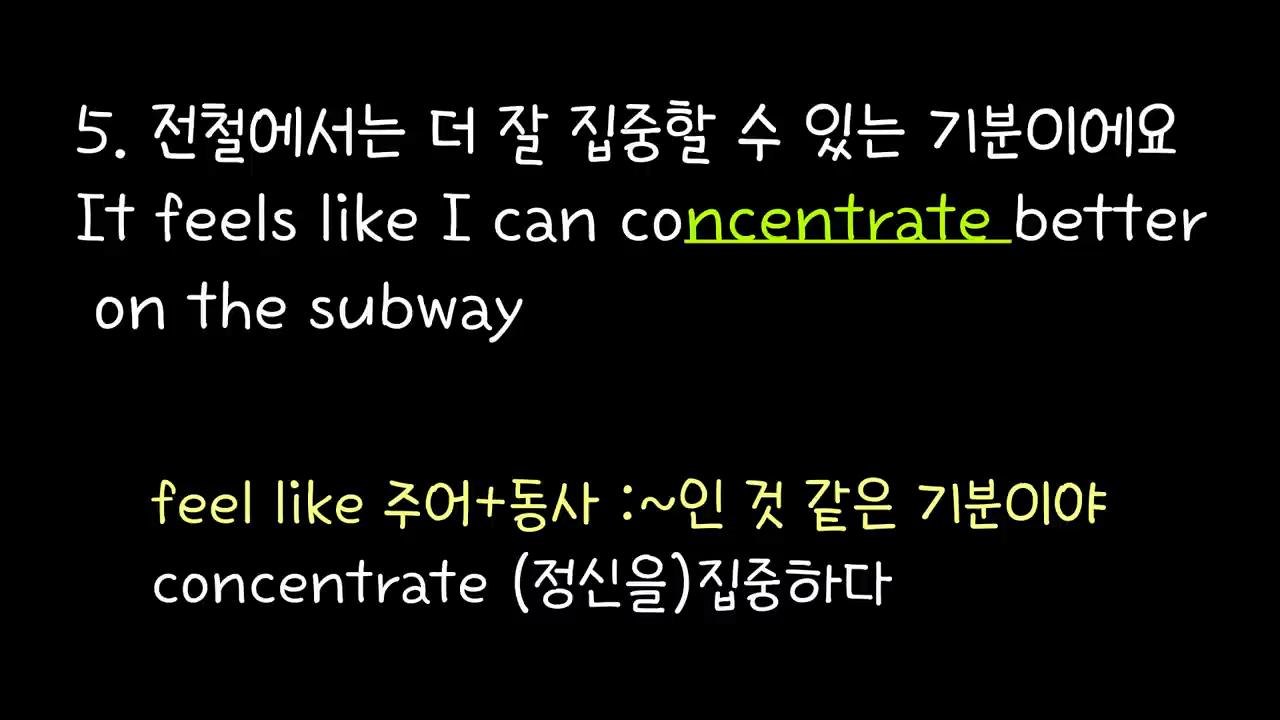 5. 전철에서는 더 잘 집중할 수 있는 기분이에요
It feels like I can concentrate better
on the subway
feel like 주어+동사 :~인 것 같은 기분이야
concentrate (정신을)집중하다